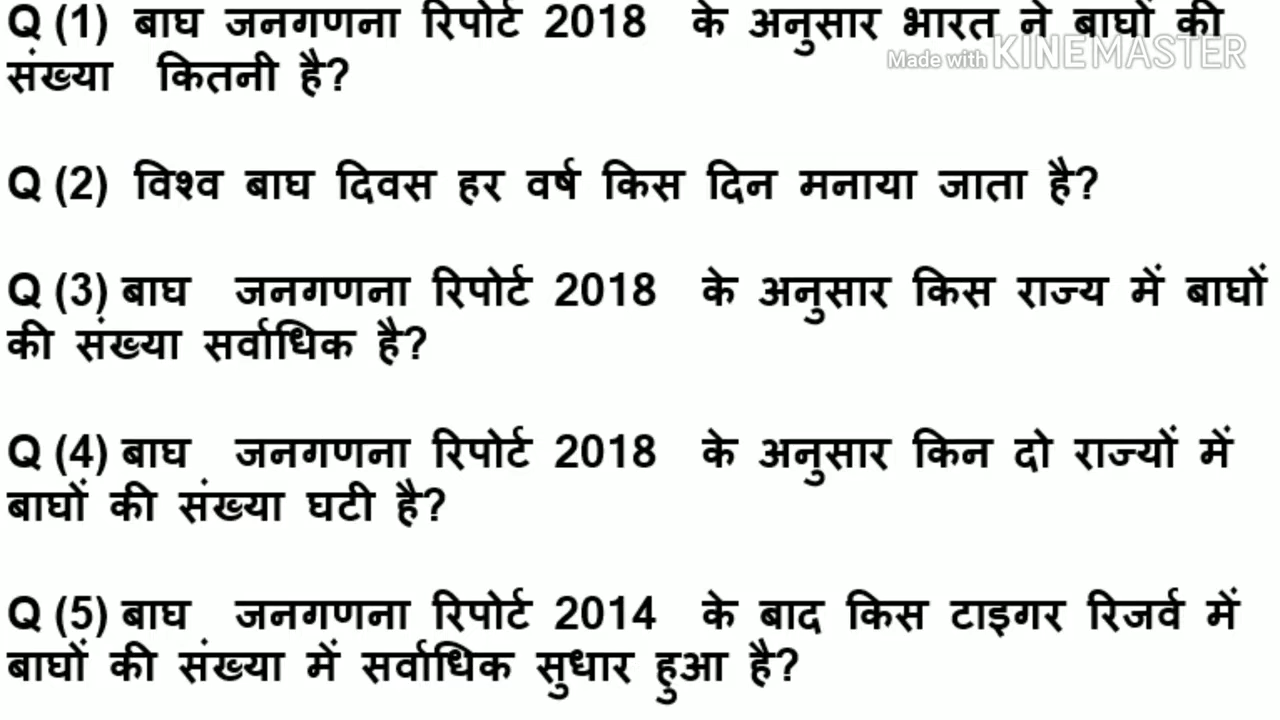 Q (1) बाघ जनगणना रिपोर्ट 2018 के अनुसार भारत ने बाघों की
Made with KINEMASTER
संख्या कितनी है?
Q (2) विश्व बाघ दिवस हर वर्ष किस दिन मनाया जाता है?
Q (3) बाघ जनगणना रिपोर्ट 2018 के अनुसार किस राज्य में बाघों
की संख्या सर्वाधिक है?
Q (4) बाघ जनगणना रिपोर्ट 2018 के अनुसार किन दो राज्यों में
बाघों की संख्या घटी है?
Q (5) बाघ जनगणना रिपोर्ट 2014 के बाद किस टाइगर रिजर्व में
बाघों की संख्या में सर्वाधिक सुधार हुआ है?